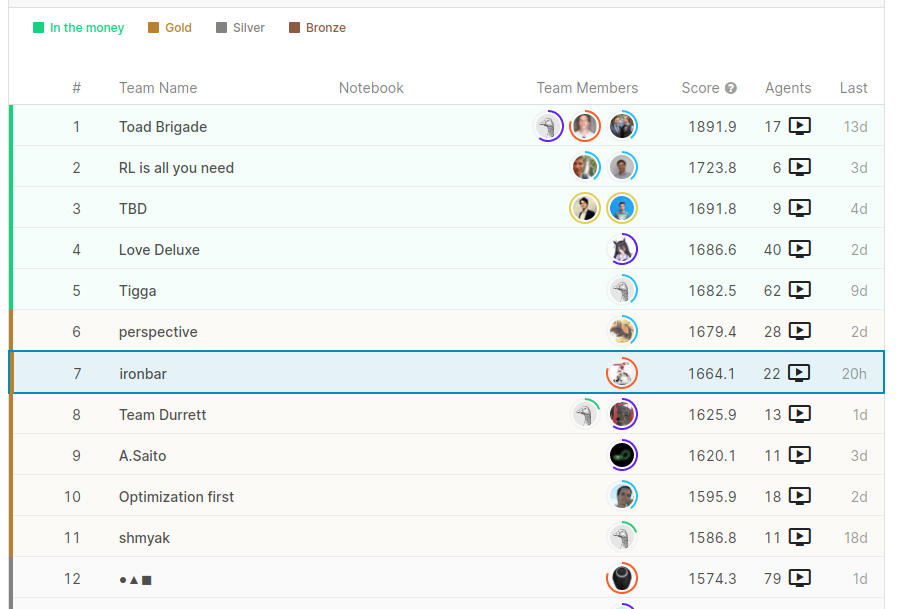 In the money Gold Silver Bronze
# Team Name Notebook Team Members Score ? Agents Last
1 Toad Brigade 1891.9 17 13d
2 RL is all you need 1723.8 6 3d
3 TBD 1691.8 9 4d
4 Love Deluxe 1686.6 40 2d
5 Tigga 1682.5 62 9d
6 perspective 1679.4 28 2d
7 ironbar 1664.1 22 20h
8 Team Durrett 1625.9 13 1d
9 A.Saito 1620.1 11 3d
10 Optimization first 1595.9 18 2d
11 shmyak 1586.8 11 18d
12 ●▲■ 1574.3 79 1d